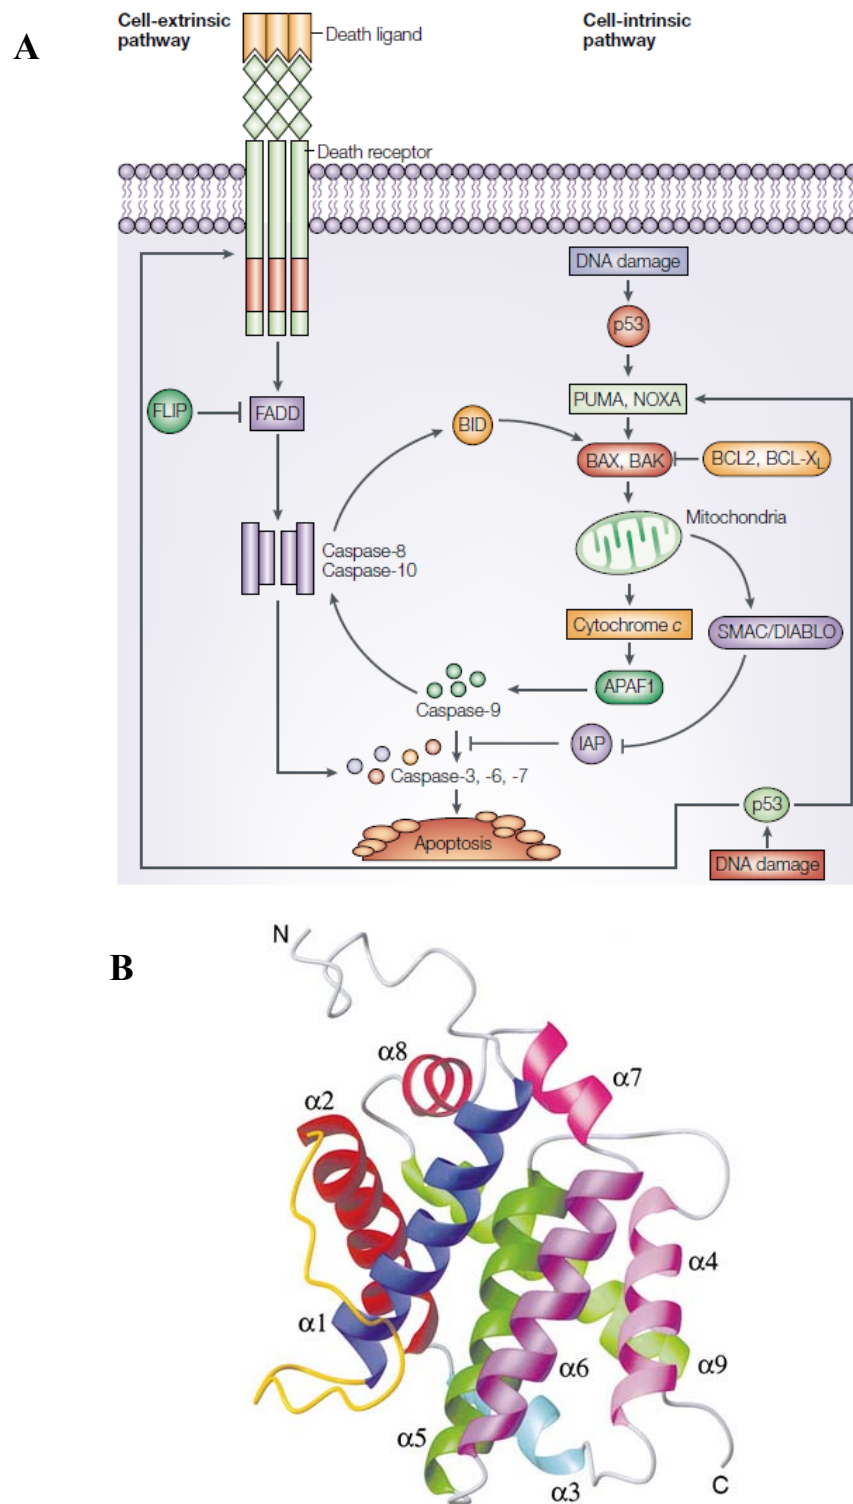 A
Cell-extrinsic
pathway
Death ligand
Cell-intrinsic
pathway
Death receptor
DNA damage
p53
FLIP
FADD
BID
PUMA, NOXA
BAX, BAK
BCL2, BCL-XL
Mitochondria
Caspase-8
Caspase-10
Cytochrome c
SMAC/DIABLO
APAF1
Caspase-9
IAP
Caspase-3, -6, -7
p53
Apoptosis
DNA damage
B
N
α8
α7
α2
α4
α1
α6
α9
α5
α3
C